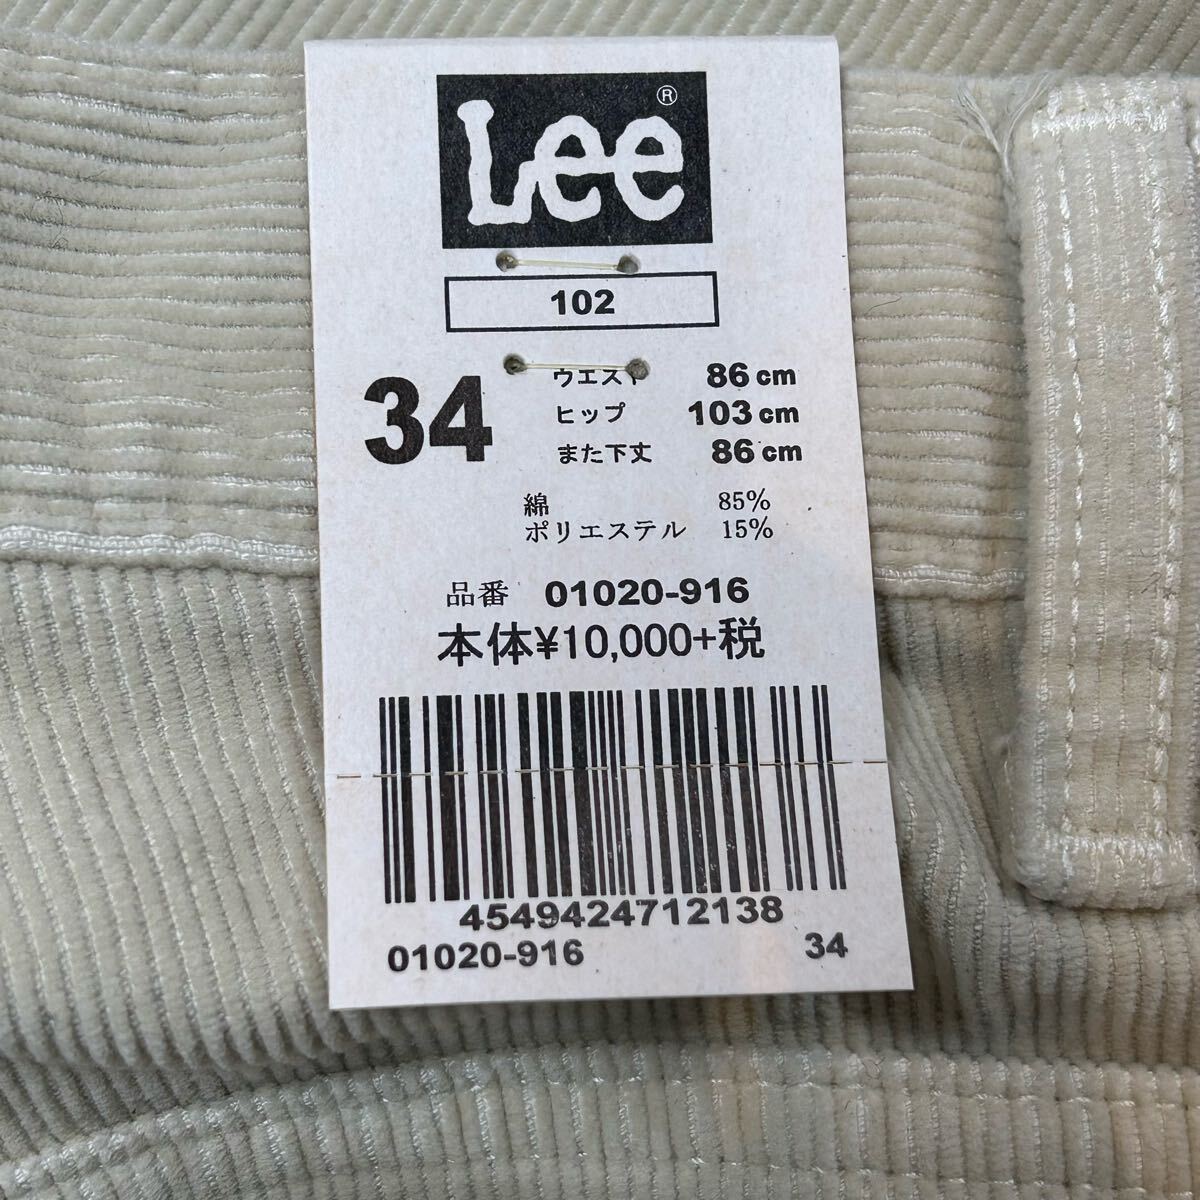 Lee®
102
34
ウエスト 86cm
ヒップ 103cm
また下丈 86cm
綿 85%
ポリエステル 15%
品番 01020-916
本体¥10,000+税
4549424712138
01020-916 34